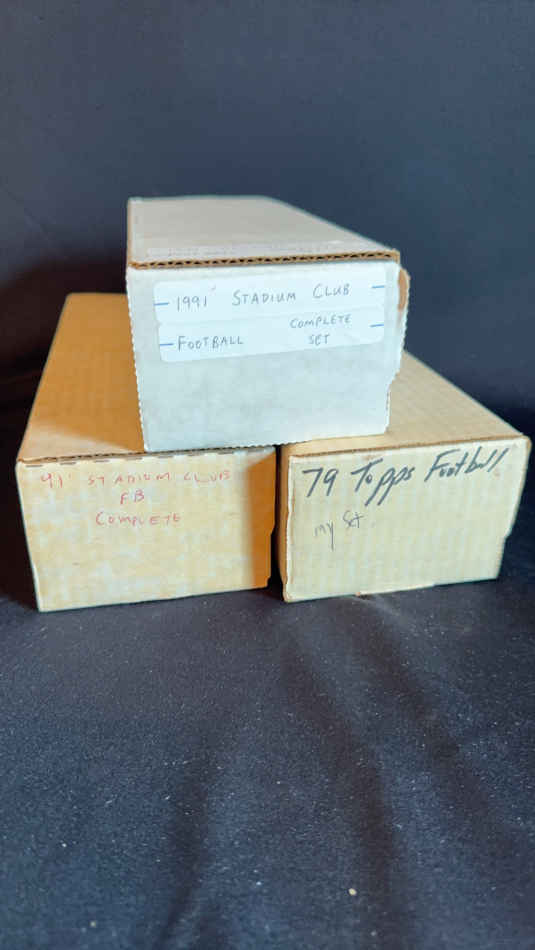 1991' STADIUM CLUB
FOOTBALL COMPLETE SET
91' STADIUM CLUB
FB
COMPLETE
79 Topps Football
my set